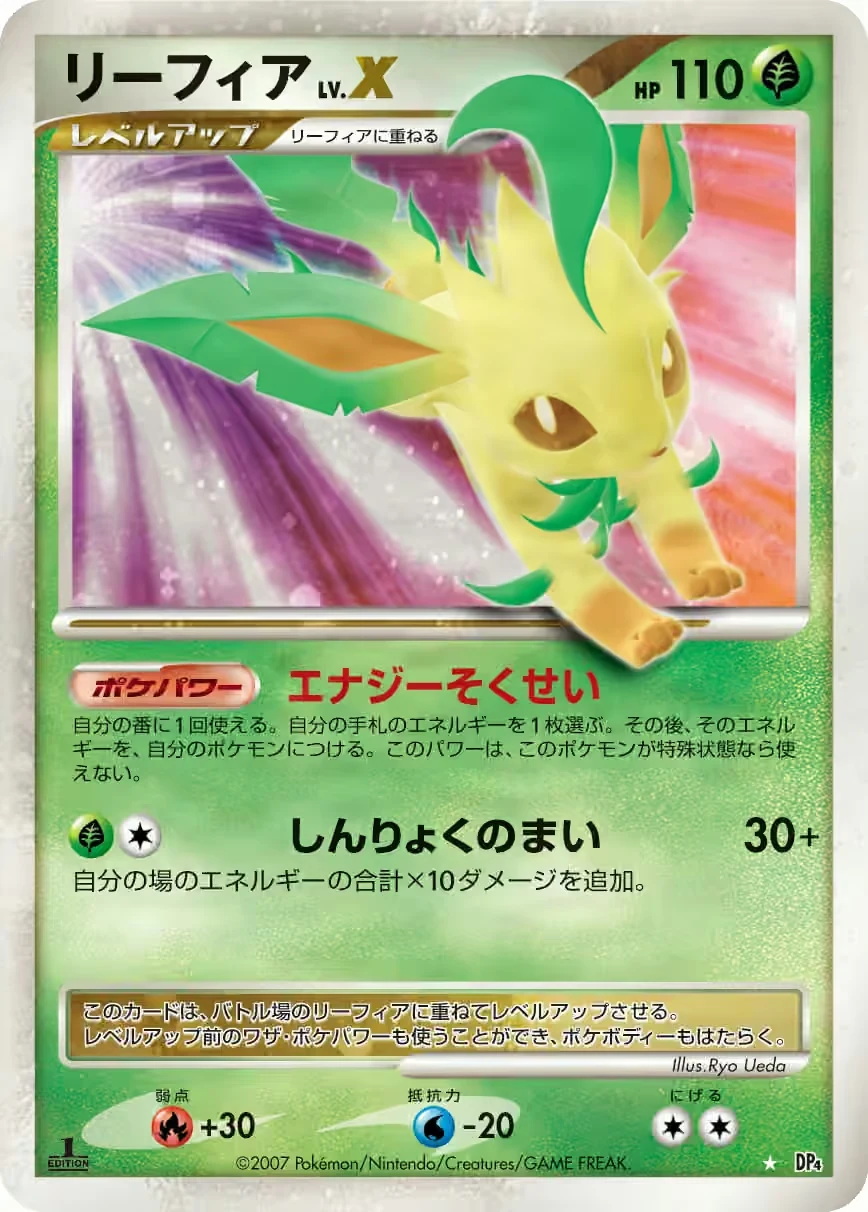 リーフィア LV.X HP 110
レベルアップ リーフィアに重ねる
ポケパワー エナジーそくせい
自分の番に1回使える。自分の手札のエネルギーを1枚選ぶ。その後、そのエネル
ギーを、自分のポケモンにつける。このパワーは、このポケモンが特殊状態なら使
えない。
しんりょくのまい 30+
自分の場のエネルギーの合計×10ダメージを追加。
このカードは、バトル場のリーフィアに重ねてレベルアップさせる。
レベルアップ前のワザ・ポケパワーも使うことができ、ポケボディーもはたらく。
Illus.Ryo Ueda
弱点 抵抗力 にげる
+30 -20
1 EDITION ©2007 Pokémon/Nintendo/Creatures/GAME FREAK. ★ DP4